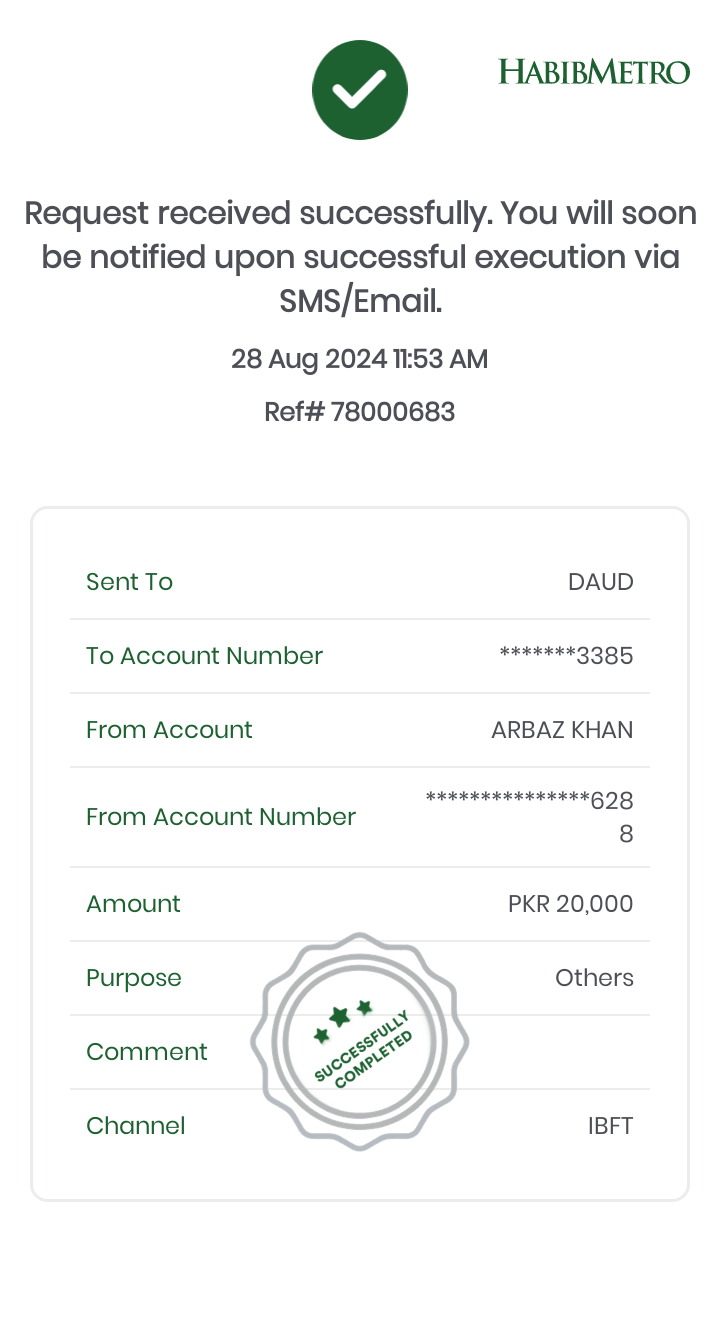 HABIBMETRO
Request received successfully. You will soon
be notified upon successful execution via
SMS/Email.
28 Aug 2024 11:53 AM
Ref# 78000683
Sent To DAUD
To Account Number *******3385
From Account ARBAZ KHAN
From Account Number ***************628
8
Amount PKR 20,000
Purpose Others
Comment
Channel IBFT
SUCCESSFULLY
COMPLETED